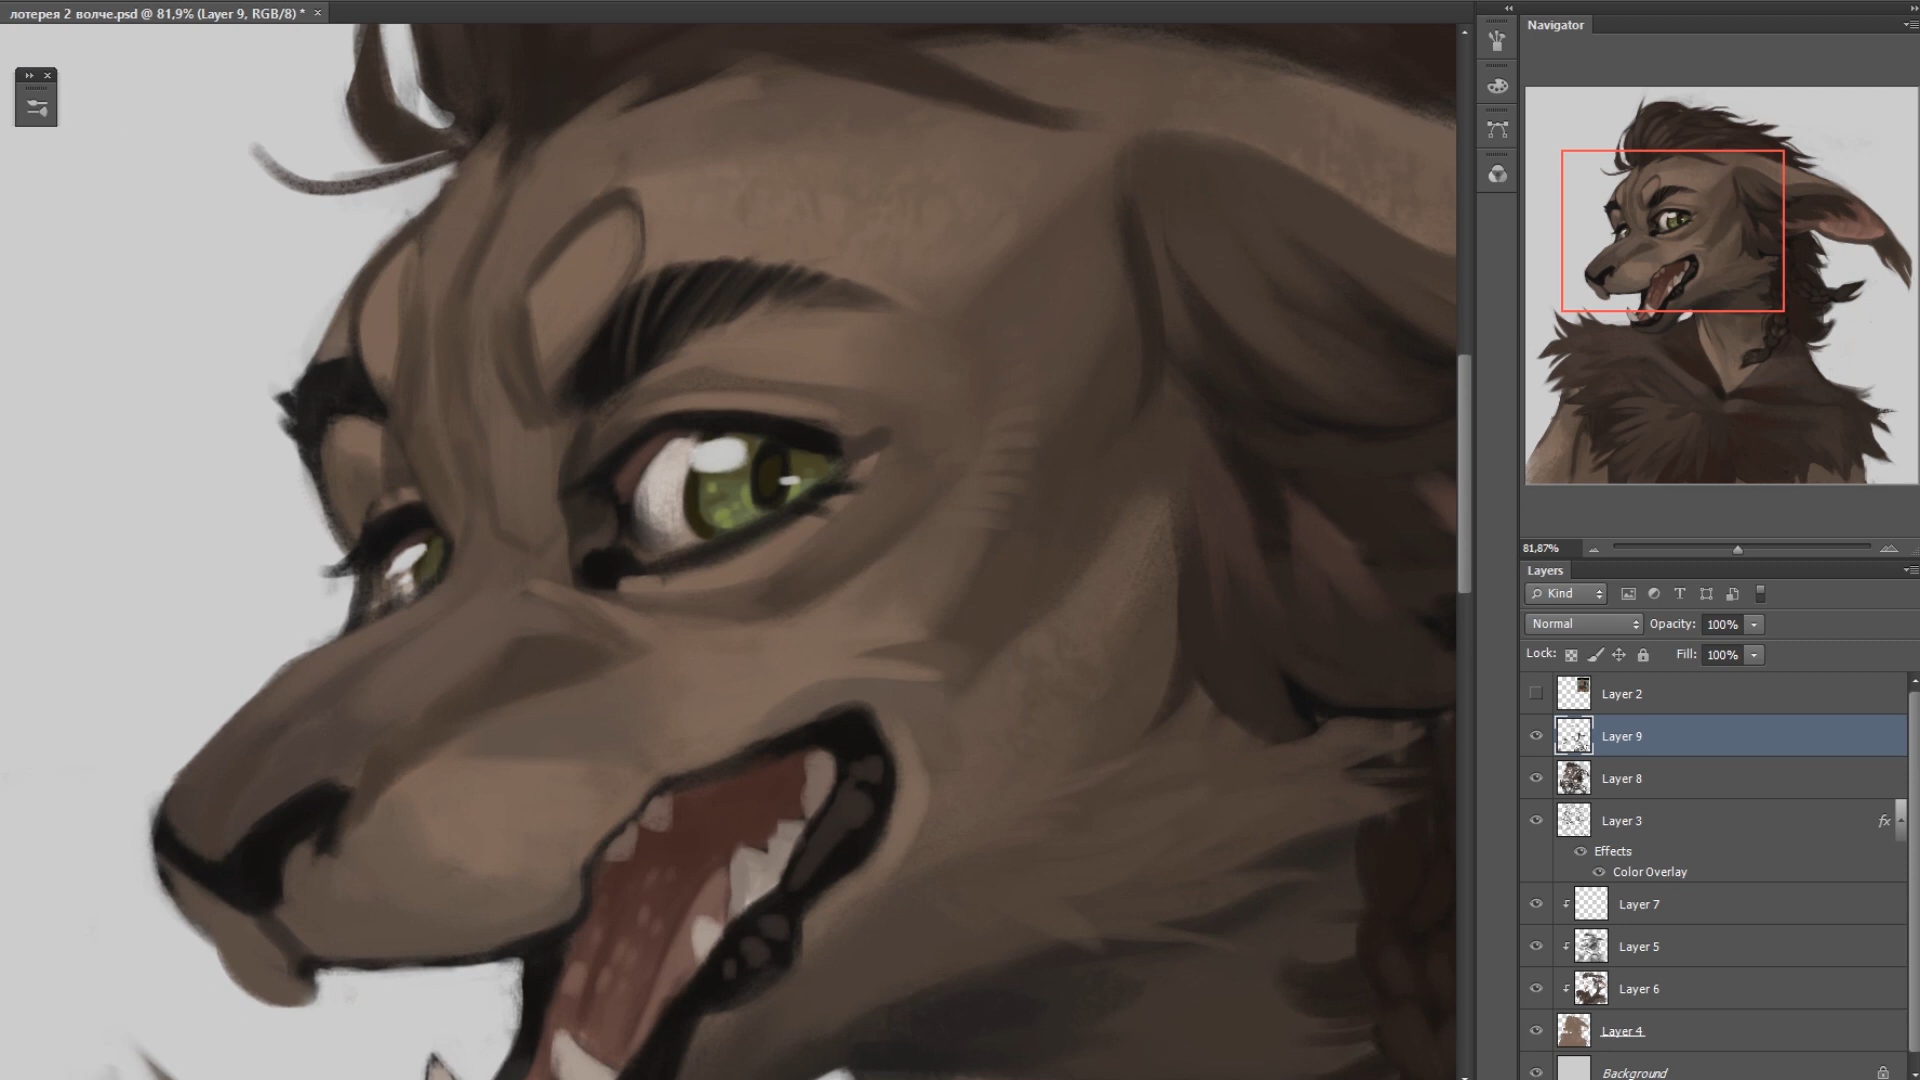 лотерея 2 волче.psd @ 81,9% (Layer 9, RGB/8) *
Navigator
81,87%
Layers
Kind
Normal
Opacity: 100%
Lock:
Fill: 100%
Layer 2
Layer 9
Layer 8
Layer 3
fx
Effects
Color Overlay
Layer 7
Layer 5
Layer 6
Layer 4
Background